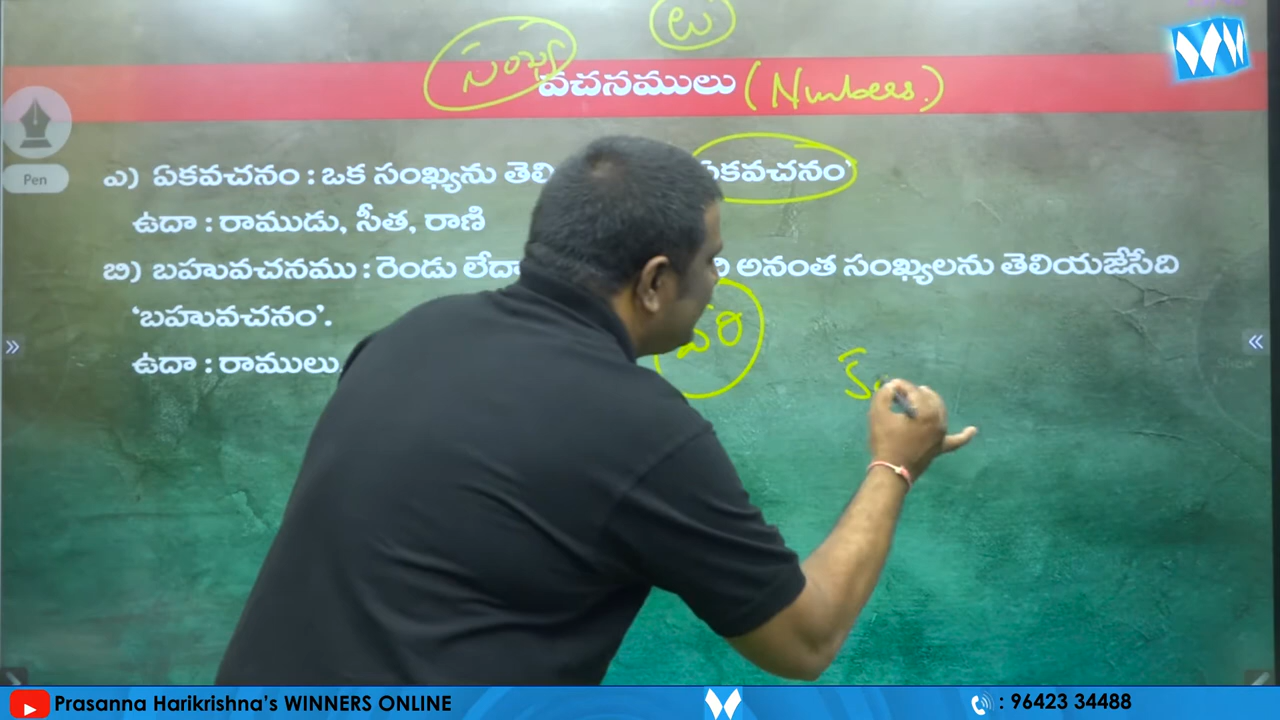 లు
సంఖ్య
వచనములు (Numbers.)
Pen
ఎ) ఏకవచనం : ఒక సంఖ్యను తెలి ఏకవచనం'
ఉదా : రాముడు, సీత, రాణి
బి) బహువచనము : రెండు లేదా అనంత సంఖ్యలను తెలియజేసేది
'బహువచనం'.
ఉదా : రాములు
Prasanna Harikrishna's WINNERS ONLINE
: 96423 34488